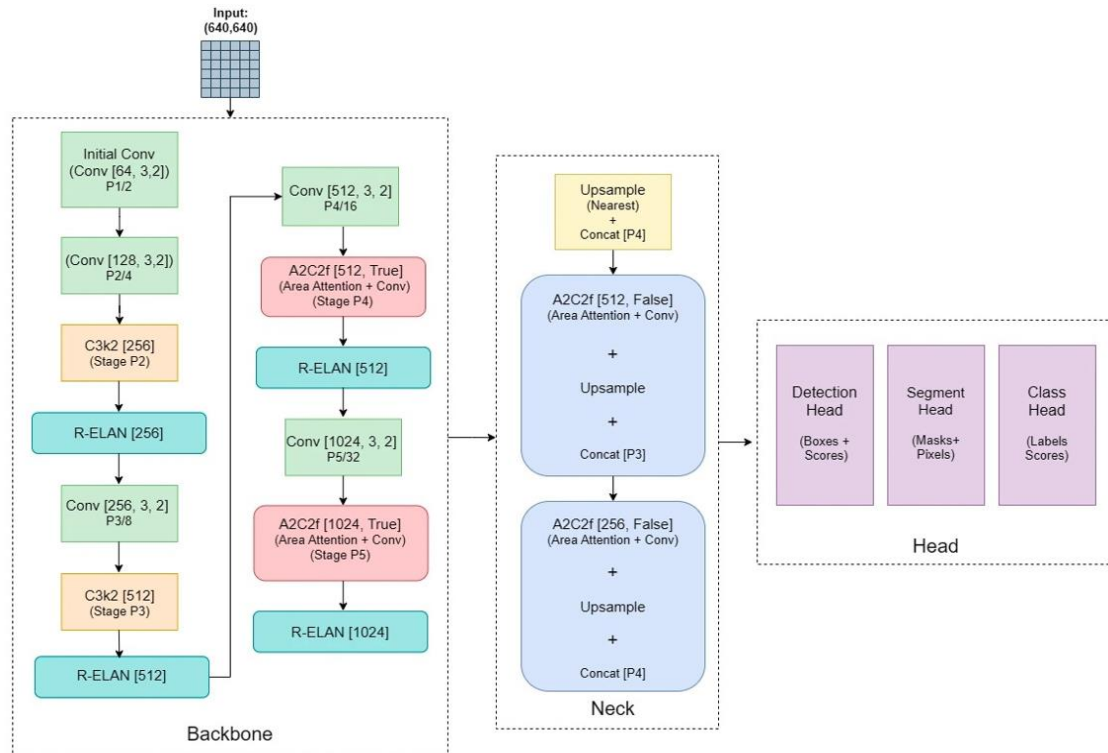 Input:
(640,640)
Initial Conv
(Conv [64, 3,2])
P1/2
(Conv [128, 3,2])
P2/4
C3k2 [256]
(Stage P2)
R-ELAN [256]
Conv [256, 3, 2]
P3/8
C3k2 [512]
(Stage P3)
R-ELAN [512]
Conv [512, 3, 2]
P4/16
A2C2f [512, True]
(Area Attention + Conv)
(Stage P4)
R-ELAN [512]
Conv [1024, 3, 2]
P5/32
A2C2f [1024, True]
(Area Attention + Conv)
(Stage P5)
R-ELAN [1024]
Backbone
Upsample
(Nearest)
+
Concat [P4]
A2C2f [512, False]
(Area Attention + Conv)
+
Upsample
+
Concat [P3]
A2C2f [256, False]
(Area Attention + Conv)
+
Upsample
+
Concat [P4]
Neck
Detection
Head
(Boxes +
Scores)
Segment
Head
(Masks+
Pixels)
Class
Head
(Labels
Scores)
Head